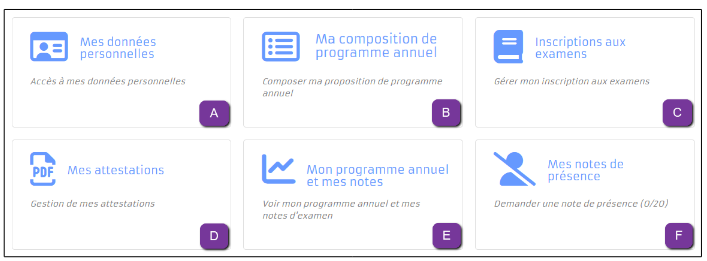 Mes données
personnelles
Accès à mes données personnelles
A
Ma composition de
programme annuel
Composer ma proposition de programme
annuel
B
Inscriptions aux
examens
Gérer mon inscription aux examens
C
PDF
Mes attestations
Gestion de mes attestations
D
Mon programme annuel
et mes notes
Voir mon programme annuel et mes
notes d'examen
E
Mes notes de
présence
Demander une note de présence (0/20)
F